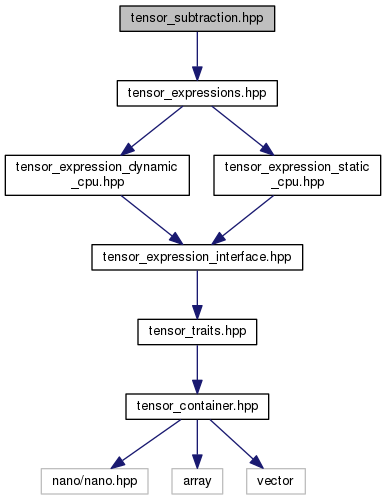 tensor_subtraction.hpp
tensor_expressions.hpp
tensor_expression_dynamic
_cpu.hpp
tensor_expression_static
_cpu.hpp
tensor_expression_interface.hpp
tensor_traits.hpp
tensor_container.hpp
nano/nano.hpp
array
vector